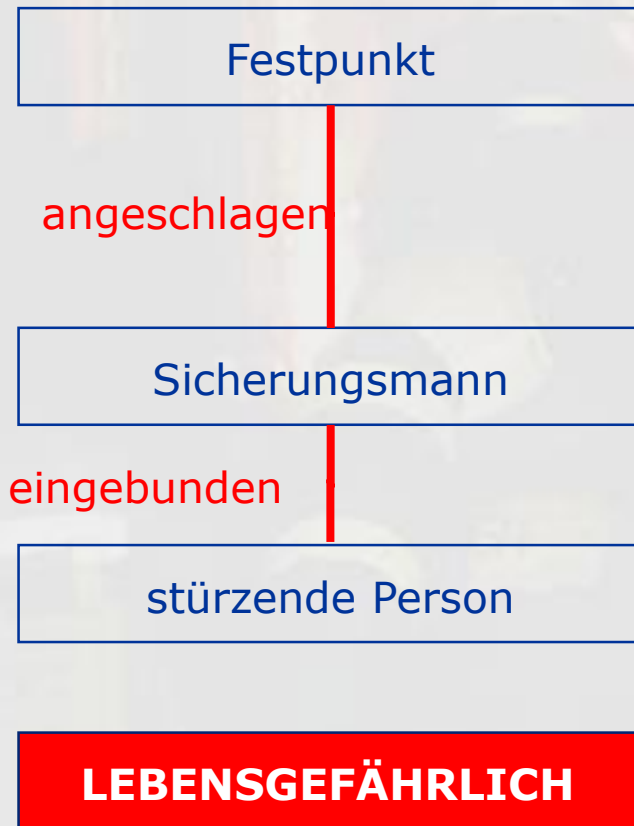 Festpunkt
angeschlagen
Sicherungsmann
eingebunden
stürzende Person
LEBENSGEFÄHRLICH